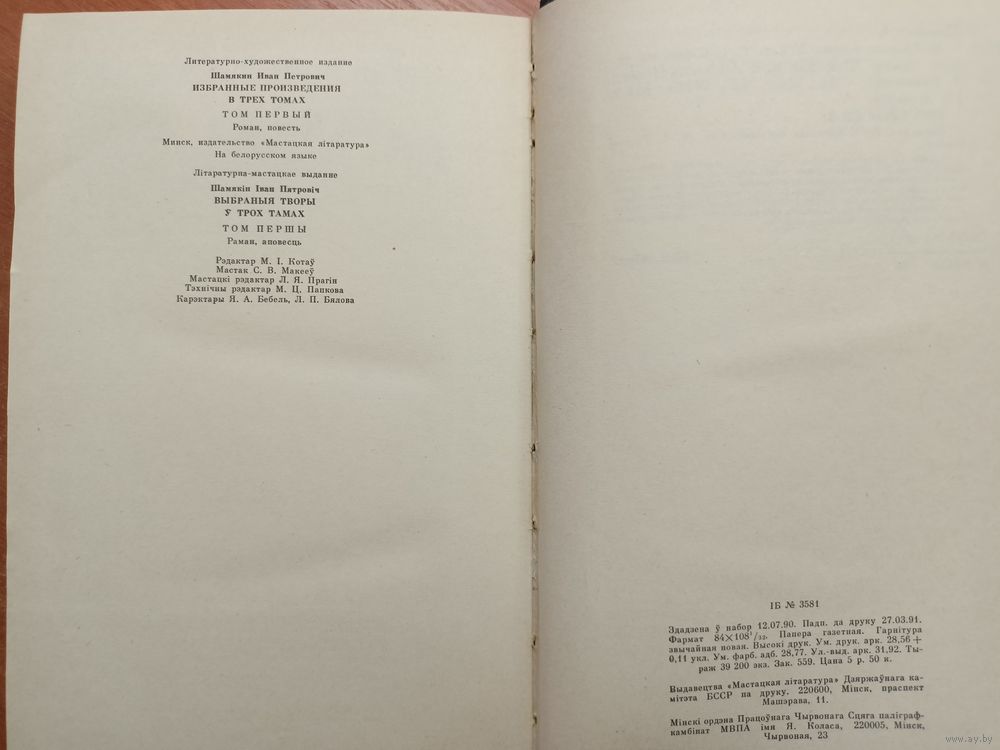 Литературно-художественное издание
Шамякин Иван Петрович
ИЗБРАННЫЕ ПРОИЗВЕДЕНИЯ
В ТРЕХ ТОМАХ
ТОМ ПЕРВЫЙ
Роман, повесть
Минск, издательство «Мастацкая літаратура»
На белорусском языке
Літаратурна-мастацкае выданне
Шамякін Іван Пятровіч
ВЫБРАНЫЯ ТВОРЫ
Ў ТРОХ ТАМАХ
ТОМ ПЕРШЫ
Раман, аповесць
Рэдактар М. І. Котаў
Мастак С. В. Макееў
Мастацкі рэдактар Л. Я. Прагін
Тэхнічны рэдактар М. Ц. Папкова
Карэктары Я. А. Бебель, Л. П. Бялова
ІБ № 3581
Здадзена ў набор 12.07.90. Падп. да друку 27.03.91.
Фармат 84×108¹/₃₂. Папера газетная. Гарнітура
звычайная новая. Высокі друк. Ум. друк. арк. 28,56+
0,11 укл. Ум. фарб. адб. 28,77. Ул.-выд. арк. 31,92. Ты-
раж 39 200 экз. Зак. 559. Цана 5 р. 50 к.
Выдавецтва «Мастацкая літаратура» Дзяржаўнага ка-
мітэта БССР па друку. 220600, Мінск, праспект
Машэрава, 11.
Мінскі ордэна Працоўнага Чырвонага Сцяга паліграф-
камбінат МВПА імя Я. Коласа, 220005, Мінск,
Чырвоная, 23
www.ay.by